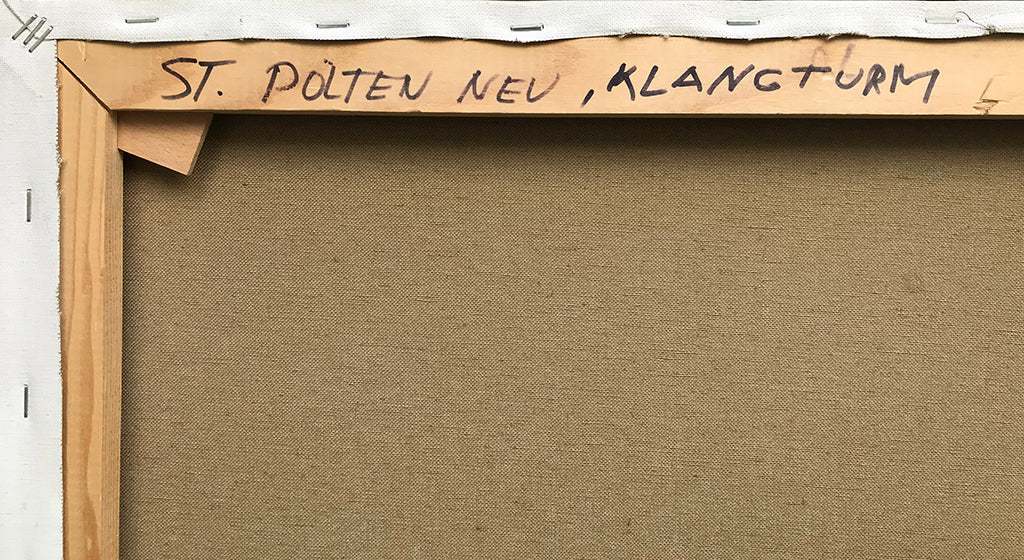 ST. PÖLTEN NEU, KLANGTURM